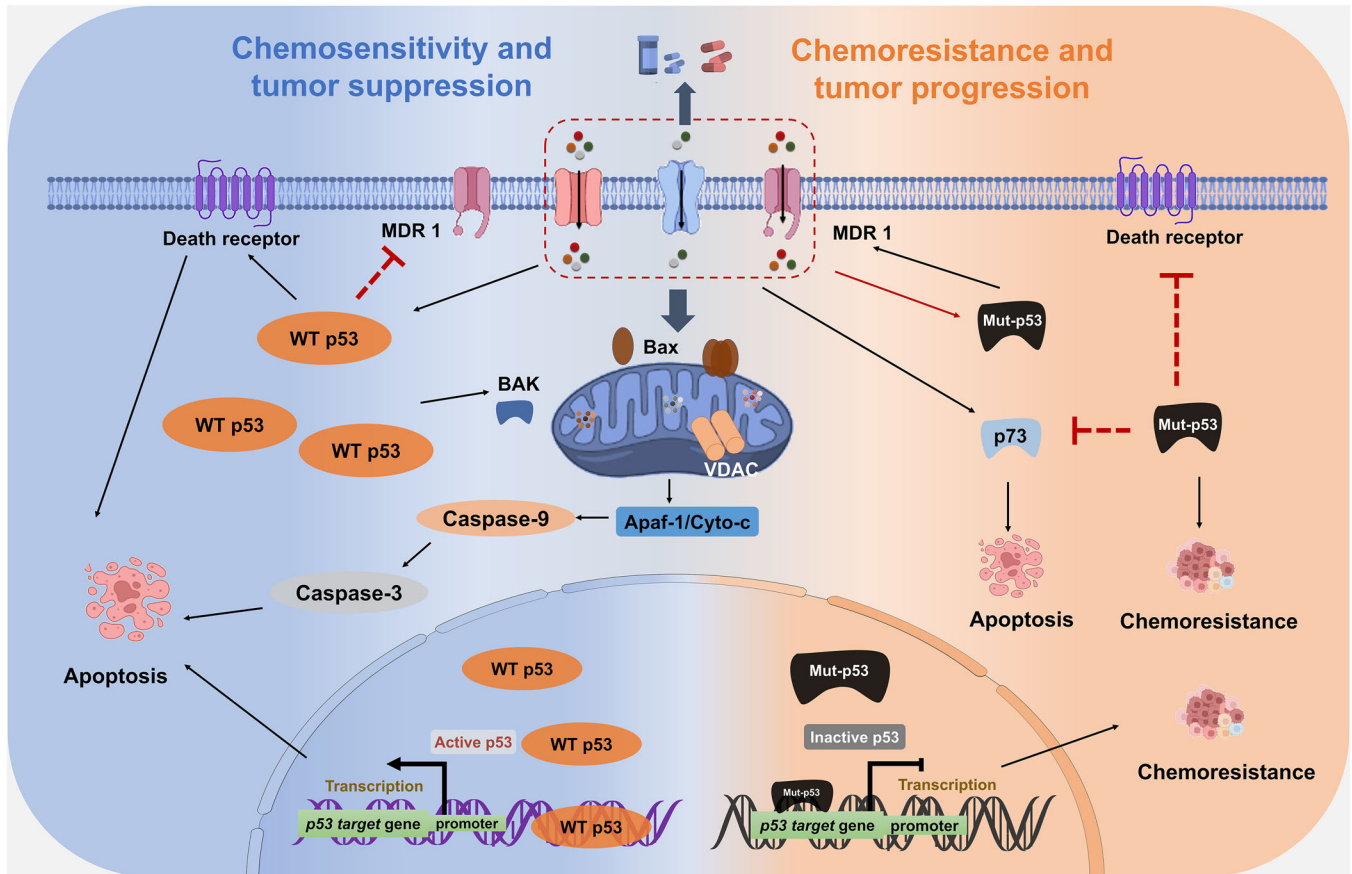 Chemosensitivity and
tumor suppression
Chemoresistance and
tumor progression
Death receptor
MDR 1
MDR 1
Death receptor
WT p53
Mut-p53
Bax
BAK
WT p53
WT p53
VDAC
p73
Mut-p53
Caspase-9
Apaf-1/Cyto-c
Caspase-3
Apoptosis
Apoptosis
Chemoresistance
WT p53
Mut-p53
Active p53
WT p53
Inactive p53
Transcription
Transcription
Chemoresistance
p53 target gene
promoter
WT p53
Mut-p53
p53 target gene
promoter